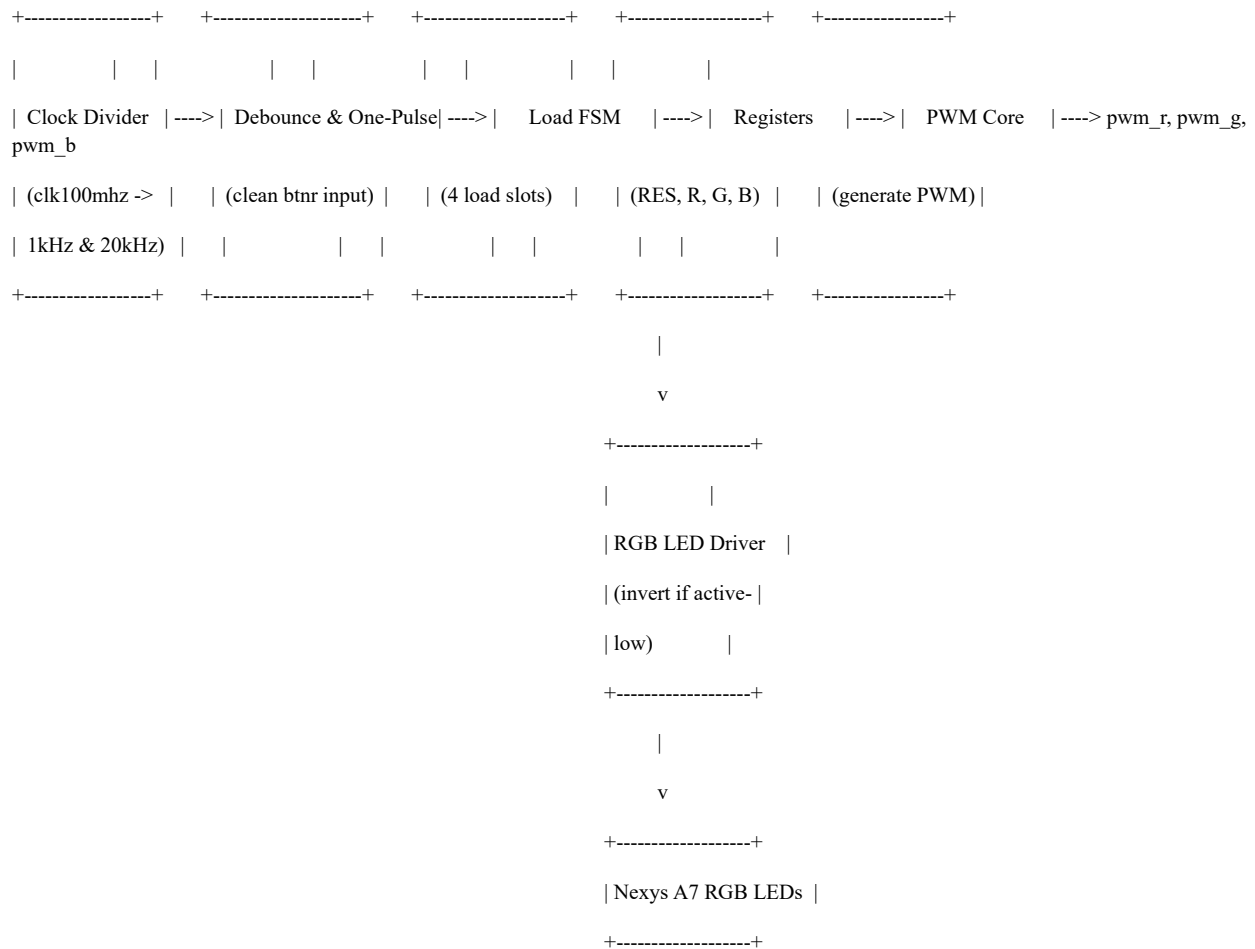 +------------------+ +---------------------+ +--------------------+ +-------------------+ +-----------------+
| | | | | | | | | |
| Clock Divider |----> | Debounce & One-Pulse| ----> | Load FSM |----> | Registers |----> | PWM Core |----> pwm_r, pwm_g,
pwm_b
| (clk100mhz -> | | (clean btnr input) | | (4 load slots) | | (RES, R, G, B) | | (generate PWM) |
| 1kHz & 20kHz) | | | | | | | | |
+------------------+ +---------------------+ +--------------------+ +-------------------+ +-----------------+
|
v
+-------------------+
| |
| RGB LED Driver |
| (invert if active- |
| low) |
+-------------------+
|
v
+-------------------+
| Nexys A7 RGB LEDs |
+-------------------+